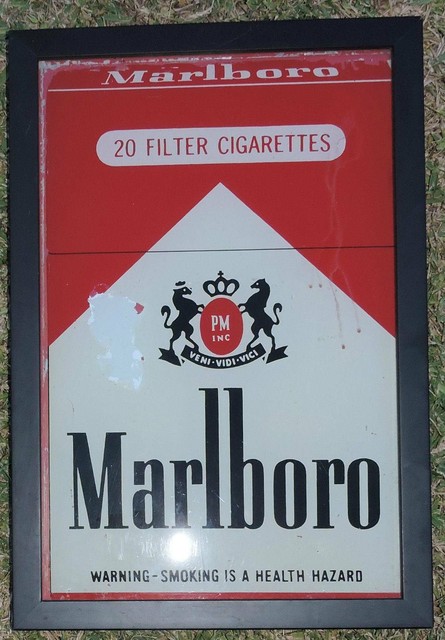 Marlboro
20 FILTER CIGARETTES
PM
INC
VENI·VIDI·VICI
Marlboro
WARNING-SMOKING IS A HEALTH HAZARD